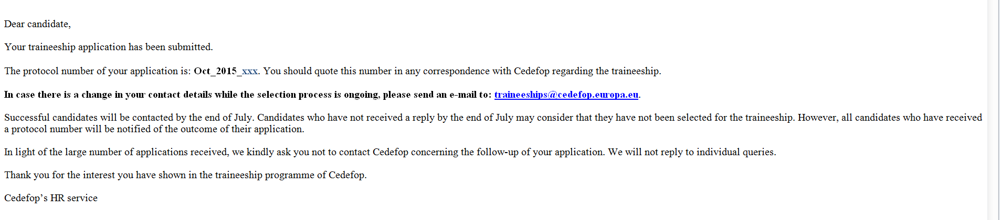 Dear candidate,
Your traineeship application has been submitted.
The protocol number of your application is: Oct_2015_xxx. You should quote this number in any correspondence with Cedefop regarding the traineeship.
In case there is a change in your contact details while the selection process is ongoing, please send an e-mail to: traineeships@cedefop.europa.eu.
Successful candidates will be contacted by the end of July. Candidates who have not received a reply by the end of July may consider that they have not been selected for the traineeship. However, all candidates who have received
a protocol number will be notified of the outcome of their application.
In light of the large number of applications received, we kindly ask you not to contact Cedefop concerning the follow-up of your application. We will not reply to individual queries.
Thank you for the interest you have shown in the traineeship programme of Cedefop.
Cedefop’s HR service